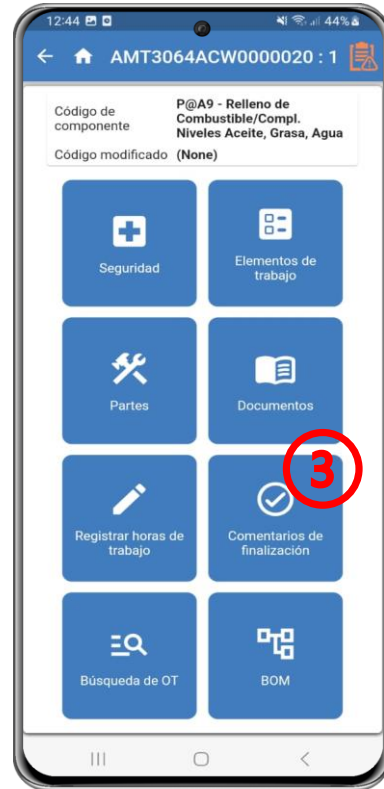 12:44 44%
AMT3064ACW0000020 : 1
Código de componente P@A9 - Relleno de Combustible/Compl. Niveles Aceite, Grasa, Agua
Código modificado (None)
Seguridad
Elementos de
trabajo
Partes
Documentos
3
Registrar horas de
trabajo
Comentarios de
finalización
Búsqueda de OT
BOM